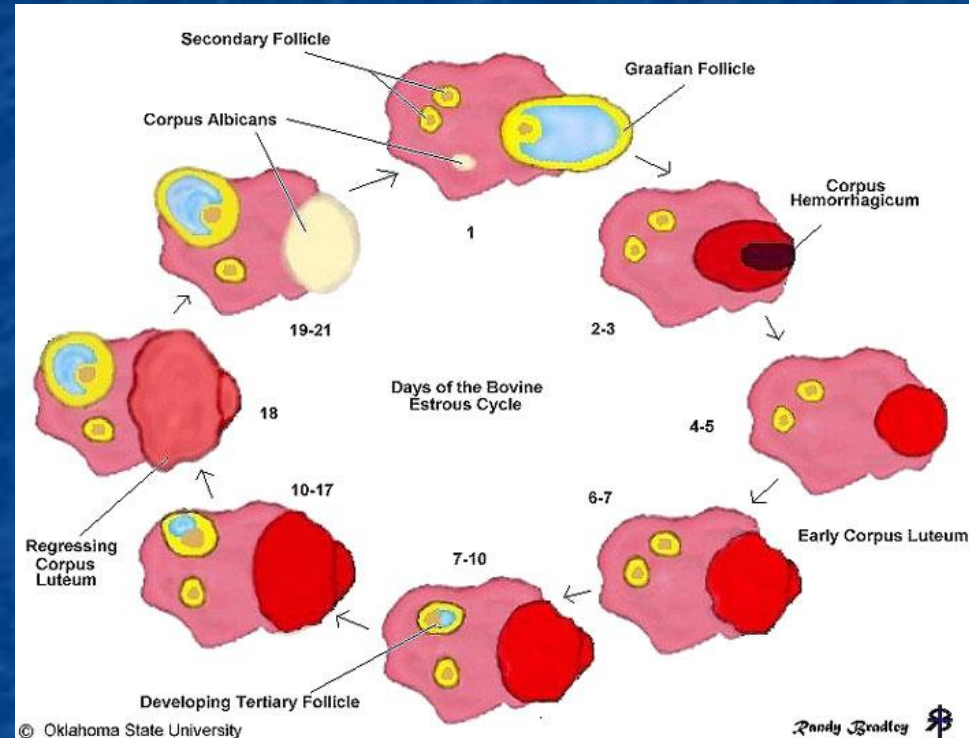 Secondary Follicle
Graafian Follicle
Corpus Albicans
Corpus
Hemorrhagicum
1
19-21
2-3
Days of the Bovine
Estrous Cycle
18
4-5
10-17
6-7
Regressing
Corpus
Luteum
Early Corpus Luteum
7-10
Developing Tertiary Follicle
© Oklahoma State University
Randy Bradley